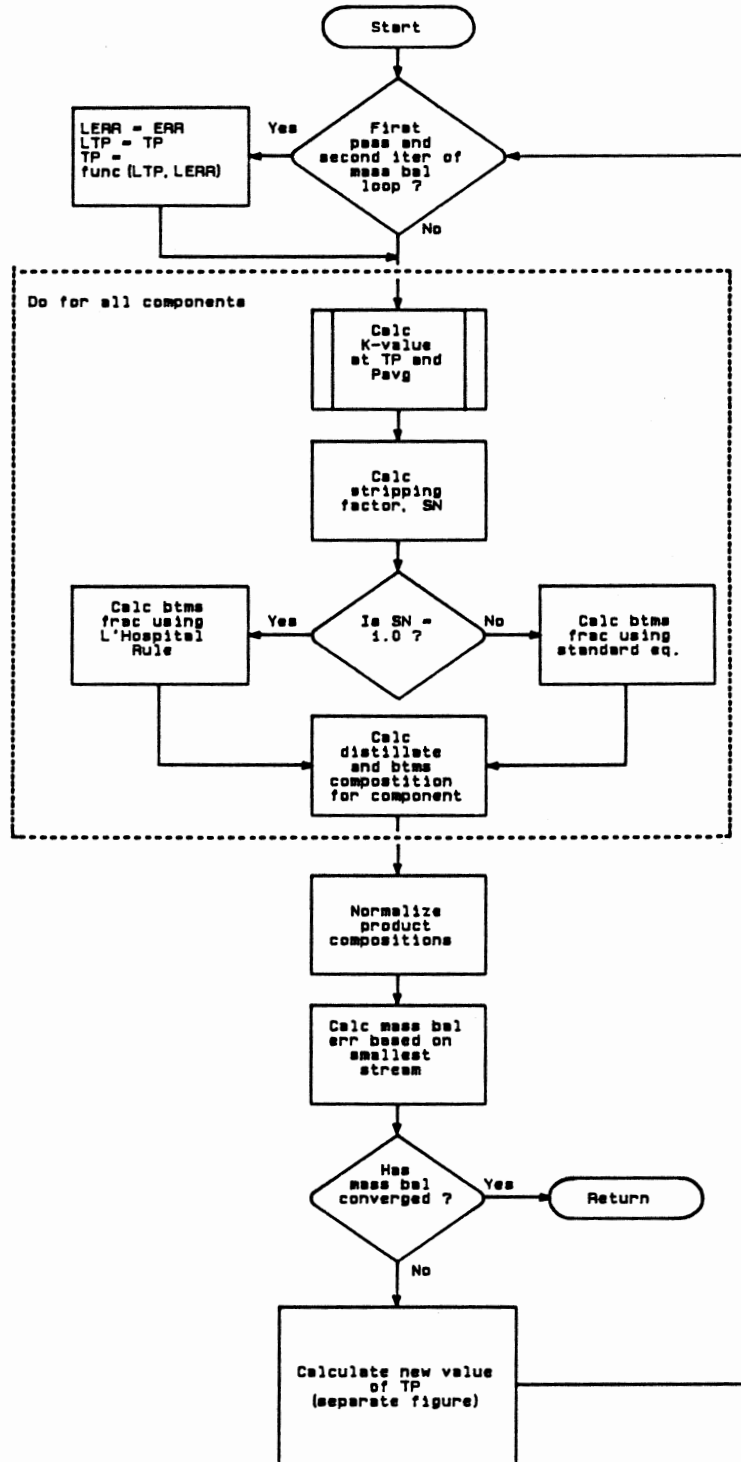 Start
First
pass and
second iter of
mass bal
loop ?
Yes
LERR = ERR
LTP = TP
TP =
func (LTP, LERR)
No
Do for all components
Calc
K-value
at TP and
Pavg
Calc
stripping
factor, SN
Is SN =
1.0 ?
Yes
No
Calc btms
frac using
L'Hospital
Rule
Calc btms
frac using
standard eq.
Calc
distillate
and btms
compostition
for component
Normalize
product
compositions
Calc mass bal
err based on
smallest
stream
Has
mass bal
converged ?
Yes
Return
No
Calculate new value
of TP
(separate figure)